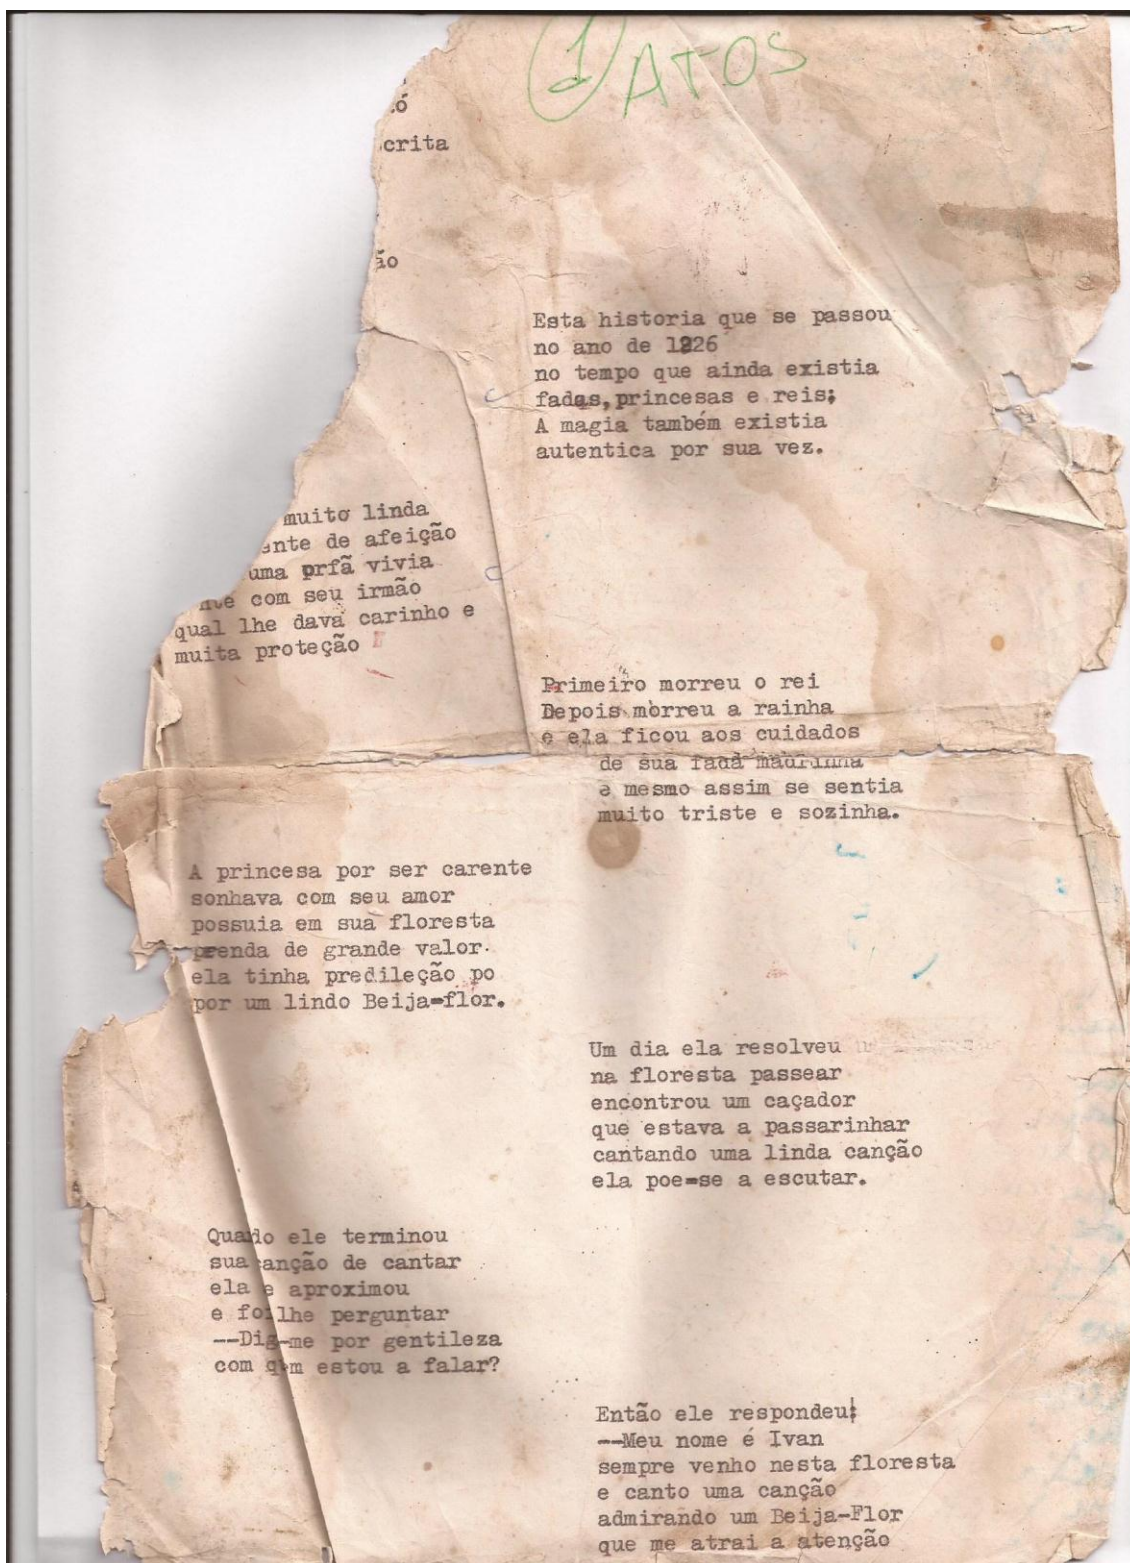 1 ATOS
ó
crita
ão
Esta historia que se passou
no ano de 1826
no tempo que ainda existia
fadas, princesas e reis;
A magia também existia
autentica por sua vez.
muito linda
ente de afeição
uma prfã vivia
nte com seu irmão
qual lhe dava carinho e
muita proteção
Primeiro morreu o rei
Depois morreu a rainha
e ela ficou aos cuidados
de sua fada madrinha
e mesmo assim se sentia
muito triste e sozinha.
A princesa por ser carente
sonhava com seu amor
possuia em sua floresta
prenda de grande valor.
ela tinha predileção po
por um lindo Beija-flor.
Um dia ela resolveu
na floresta passear
encontrou um caçador
que estava a passarinhar
cantando uma linda canção
ela poe-se a escutar.
Quado ele terminou
sua canção de cantar
ela e aproximou
e foi lhe perguntar
--Dig-me por gentileza
com qem estou a falar?
Então ele respondeu:
--Meu nome é Ivan
sempre venho nesta floresta
e canto uma canção
admirando um Beija-Flor
que me atrai a atenção